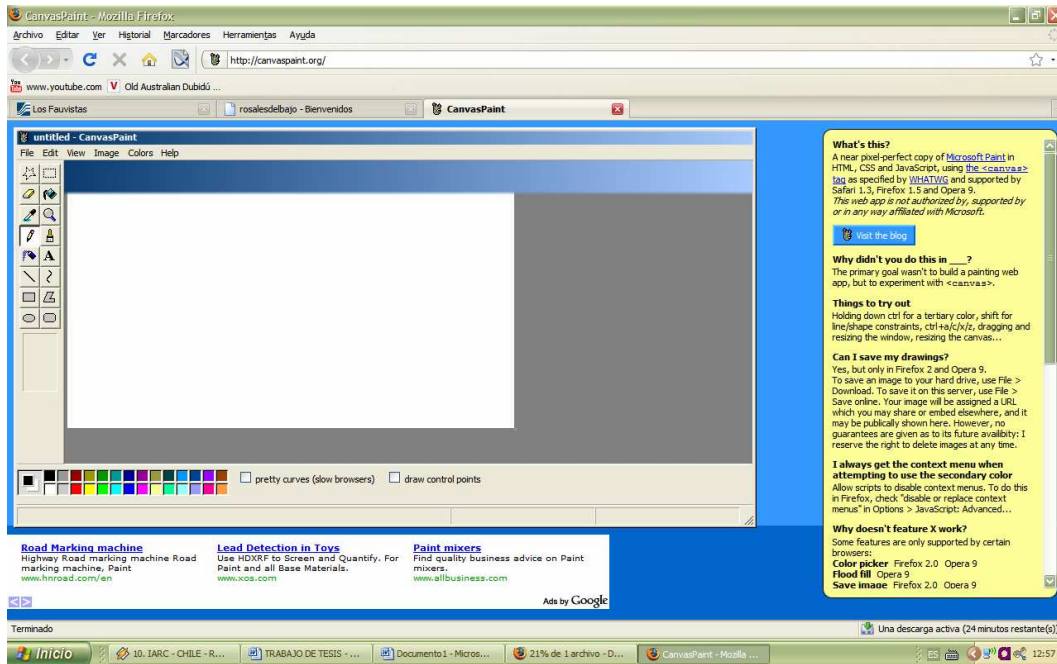 CanvasPaint - Mozilla Firefox
Archivo Editar Ver Historial Marcadores Herramientas Ayuda
http://canvaspaint.org/
www.youtube.com Old Australian Dubidú ...
Los Fauvistas rosalesdelbajo - Bienvenidos CanvasPaint
untitled - CanvasPaint
File Edit View Image Colors Help
A
pretty curves (slow browsers) draw control points
What's this?
A near pixel-perfect copy of Microsoft Paint in
HTML, CSS and JavaScript, using the <canvas>
tag as specified by WHATWG and supported by
Safari 1.3, Firefox 1.5 and Opera 9.
This web app is not authorized by, supported by
or in any way affiliated with Microsoft.
Visit the blog
Why didn't you do this in ___?
The primary goal wasn't to build a painting web
app, but to experiment with <canvas>.
Things to try out
Holding down ctrl for a tertiary color, shift for
line/shape constraints, ctrl+a/c/x/z, dragging and
resizing the window, resizing the canvas...
Can I save my drawings?
Yes, but only in Firefox 2 and Opera 9.
To save an image to your hard drive, use File >
Download. To save it on this server, use File >
Save online. Your image will be assigned a URL
which you may share or embed elsewhere, and it
may be publically shown here. However, no
guarantees are given as to its future availibity: I
reserve the right to delete images at any time.
I always get the context menu when
attempting to use the secondary color
Allow scripts to disable context menus. To do this
in Firefox, check "disable or replace context
menus" in Options > JavaScript: Advanced...
Why doesn't feature X work?
Some features are only supported by certain
browsers:
Color picker Firefox 2.0 Opera 9
Flood fill Opera 9
Save image Firefox 2.0 Opera 9
Road Marking machine
Highway Road marking machine Road
marking machine, Paint
www.hnroad.com/en
Lead Detection in Toys
Use HDXRF to Screen and Quantify. For
Paint and all Base Materials.
www.xos.com
Paint mixers
Find quality business advice on Paint
mixers.
www.allbusiness.com
Ads by Google
Terminado Una descarga activa (24 minutos restante(s)
Inicio 10. IARC - CHILE - R... TRABAJO DE TESIS - ... Documento1 - Micros... 21% de 1 archivo - D... CanvasPaint - Mozilla ... ES 12:57